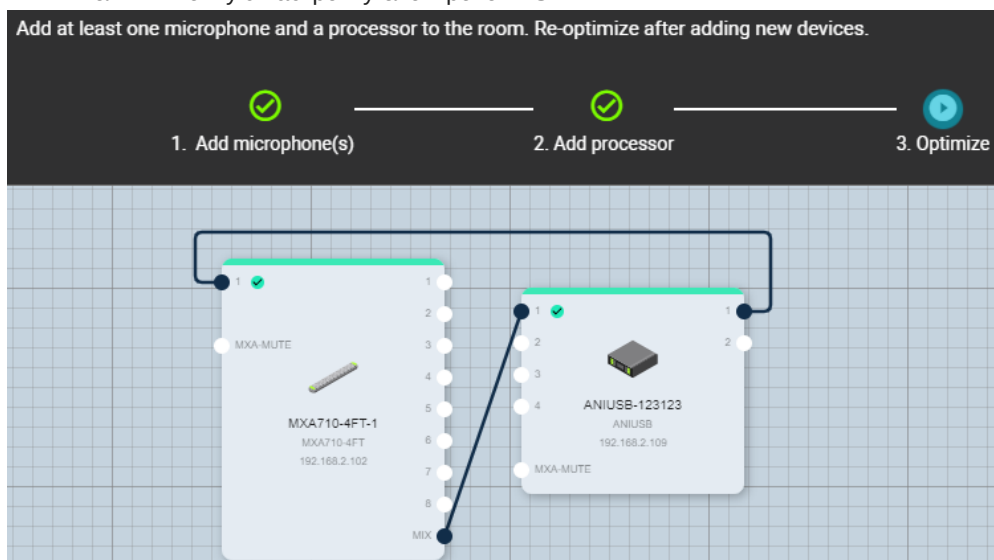 Add at least one microphone and a processor to the room. Re-optimize after adding new devices.
1. Add microphone(s)
2. Add processor
3. Optimize
1
1
2
MXA-MUTE
3
4
5
MXA710-4FT-1
MXA710-4FT
6
192.168.2.102
7
8
MIX
1
1
2
2
3
4
ANIUSB-123123
ANIUSB
192.168.2.109
MXA-MUTE